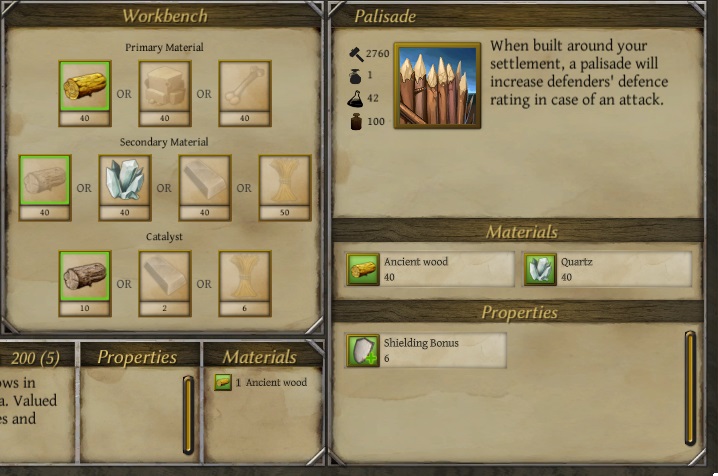 Workbench
Primary Material
OR
OR
40
40
40
Secondary Material
OR
OR
OR
40
40
40
50
Catalyst
OR
OR
10
2
6
200 (5)
ows in
a. Valued
es and
Properties
Materials
1 Ancient wood
Palisade
2760
1
42
100
When built around your
settlement, a palisade will
increase defenders' defence
rating in case of an attack.
Materials
Ancient wood
40
Quartz
40
Properties
Shielding Bonus
6